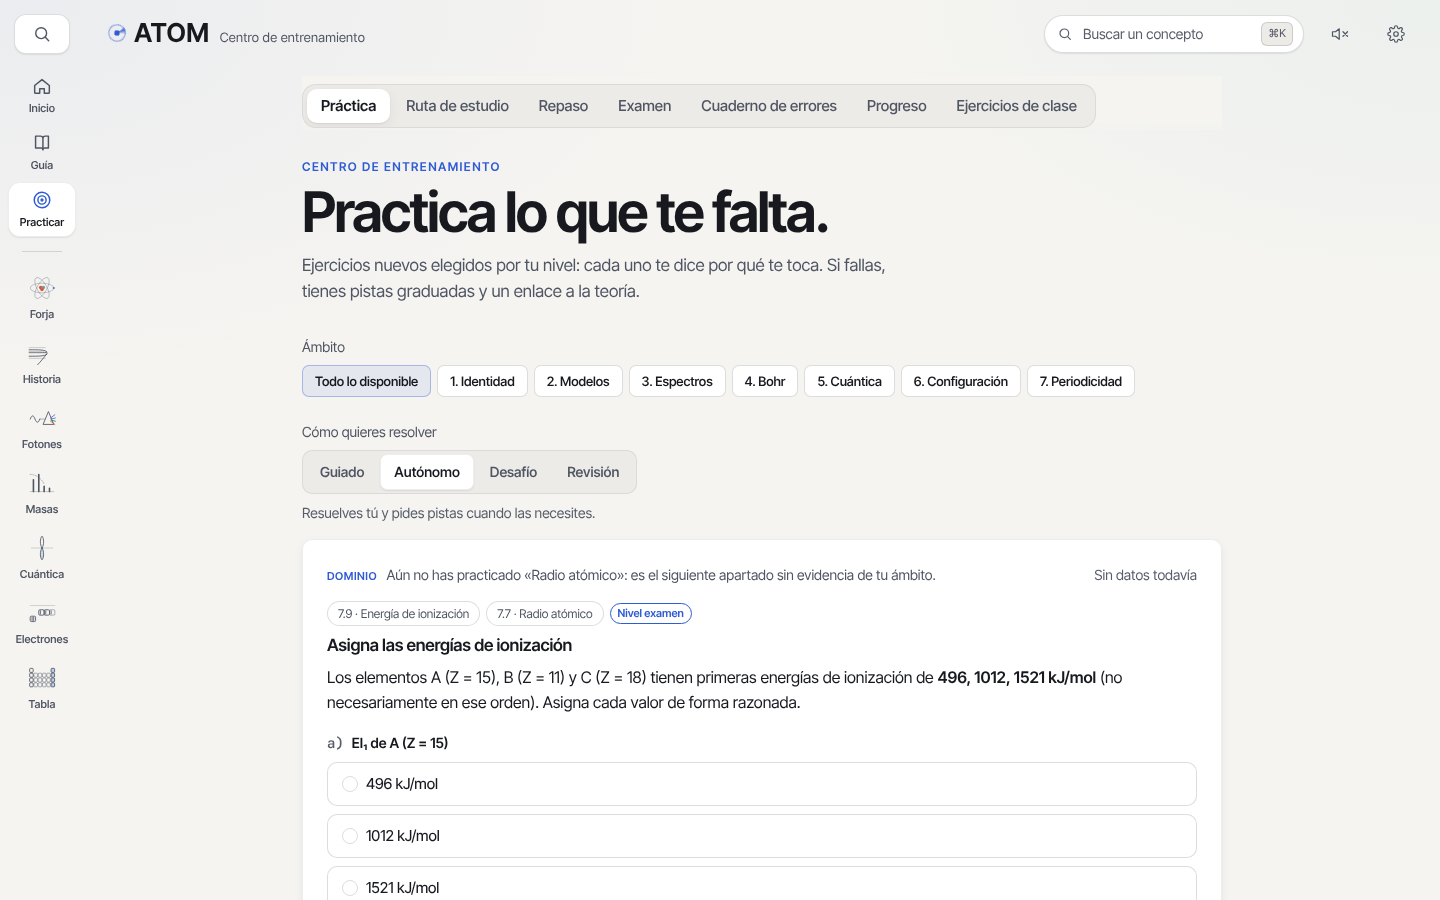 ATOM Centro de entrenamiento
Buscar un concepto ⌘K
Inicio
Guía
Practicar
Forja
Historia
Fotones
Masas
Cuántica
Electrones
Tabla
Práctica Ruta de estudio Repaso Examen Cuaderno de errores Progreso Ejercicios de clase
CENTRO DE ENTRENAMIENTO
Practica lo que te falta.
Ejercicios nuevos elegidos por tu nivel: cada uno te dice por qué te toca. Si fallas,
tienes pistas graduadas y un enlace a la teoría.
Ámbito
Todo lo disponible 1. Identidad 2. Modelos 3. Espectros 4. Bohr 5. Cuántica 6. Configuración 7. Periodicidad
Cómo quieres resolver
Guiado Autónomo Desafío Revisión
Resuelves tú y pides pistas cuando las necesites.
DOMINIO Aún no has practicado «Radio atómico»: es el siguiente apartado sin evidencia de tu ámbito. Sin datos todavía
7.9 · Energía de ionización 7.7 · Radio atómico Nivel examen
Asigna las energías de ionización
Los elementos A (Z = 15), B (Z = 11) y C (Z = 18) tienen primeras energías de ionización de 496, 1012, 1521 kJ/mol (no
necesariamente en ese orden). Asigna cada valor de forma razonada.
a) EI₁ de A (Z = 15)
496 kJ/mol
1012 kJ/mol
1521 kJ/mol